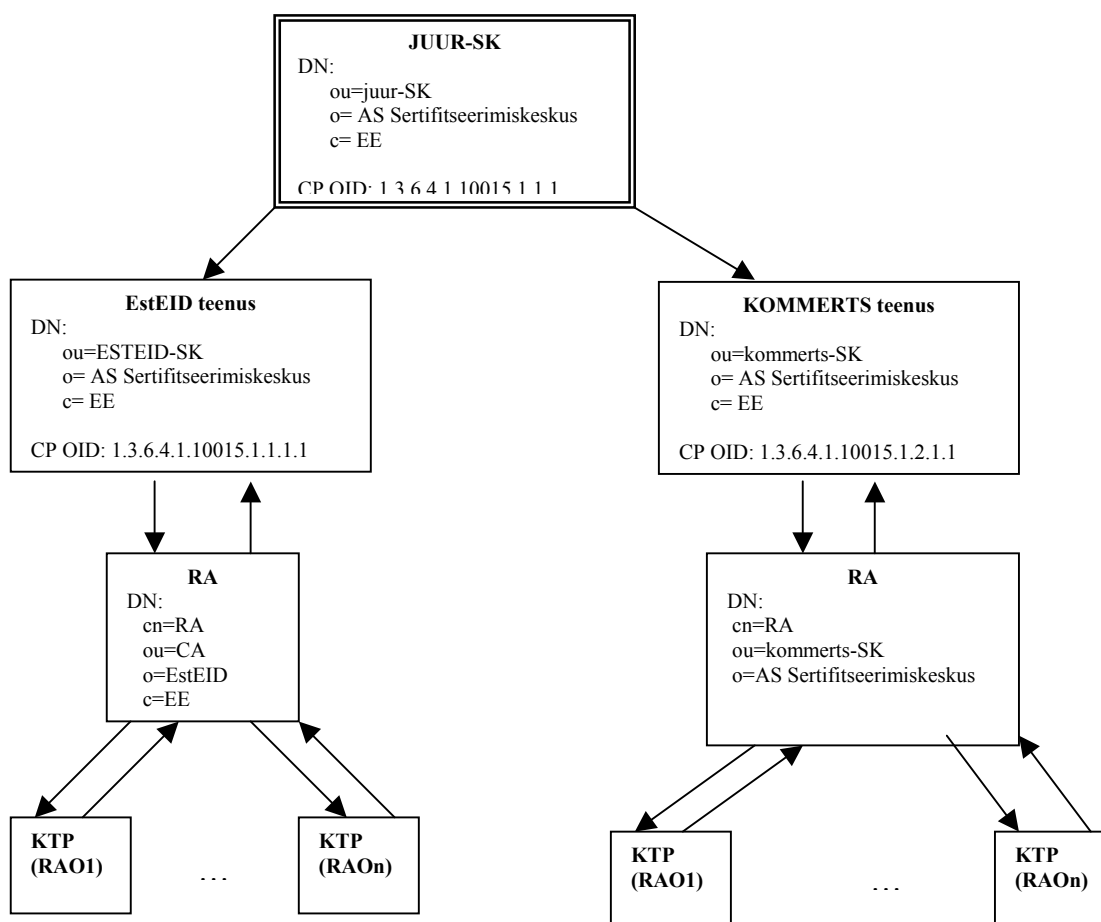 JUUR-SK
DN:
ou=juur-SK
o= AS Sertifitseerimiskeskus
c= EE
CP OID: 1.3.6.4.1.10015.1.1.1
EstEID teenus
DN:
ou=ESTEID-SK
o= AS Sertifitseerimiskeskus
c= EE
CP OID: 1.3.6.4.1.10015.1.1.1.1
KOMMERTS teenus
DN:
ou=kommerts-SK
o= AS Sertifitseerimiskeskus
c= EE
CP OID: 1.3.6.4.1.10015.1.2.1.1
RA
DN:
cn=RA
ou=CA
o=EstEID
c=EE
RA
DN:
cn=RA
ou=kommerts-SK
o=AS Sertifitseerimiskeskus
KTP
(RAO1)
...
KTP
(RAOn)
KTP
(RAO1)
...
KTP
(RAOn)